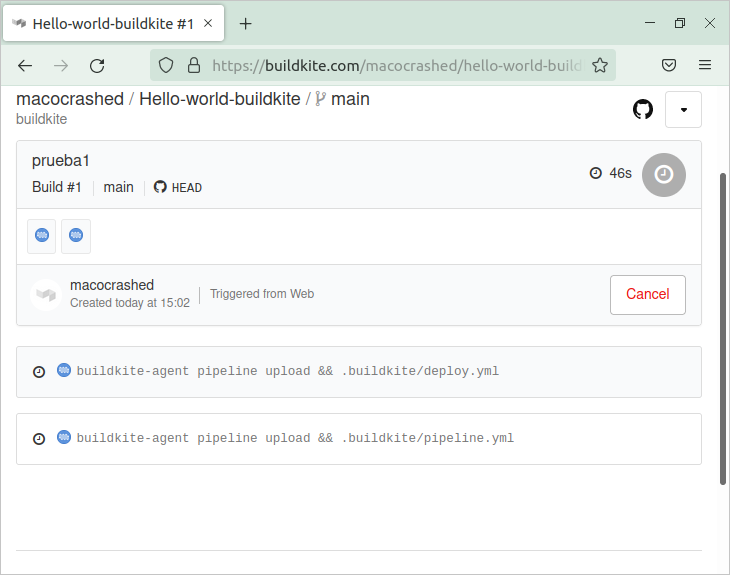 Hello-world-buildkite #1
https://buildkite.com/macocrashed/hello-world-build
macocrashed / Hello-world-buildkite / main
buildkite
prueba1
46s
Build #1 main HEAD
macocrashed
Created today at 15:02
Triggered from Web
Cancel
buildkite-agent pipeline upload && .buildkite/deploy.yml
buildkite-agent pipeline upload && .buildkite/pipeline.yml